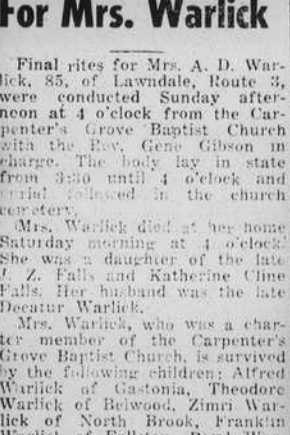 For Mrs. Warlick
Final rites for Mrs. A. D. War-
lick, 85, of Lawndale, Route 3,
were conducted Sunday after-
noon at 4 o'clock from the Car-
penter's Grove Baptist Church
with the Rev. Gene Gibson in
charge. The body lay in state
from 3:30 until 4 o'clock and
burial followed in the church
cemetery.
Mrs. Warlick died at her home
Saturday morning at 4 o'clock.
She was a daughter of the late
J. Z. Falls and Katherine Cline
Falls. Her husband was the late
Decatur Warlick.
Mrs. Warlick, who was a char-
ter member of the Carpenter's
Grove Baptist Church, is survived
by the following children: Alfred
Warlick of Gastonia, Theodore
Warlick of Belwood, Zimri War-
lick of North Brook, Franklin
Warlick of Fallston,